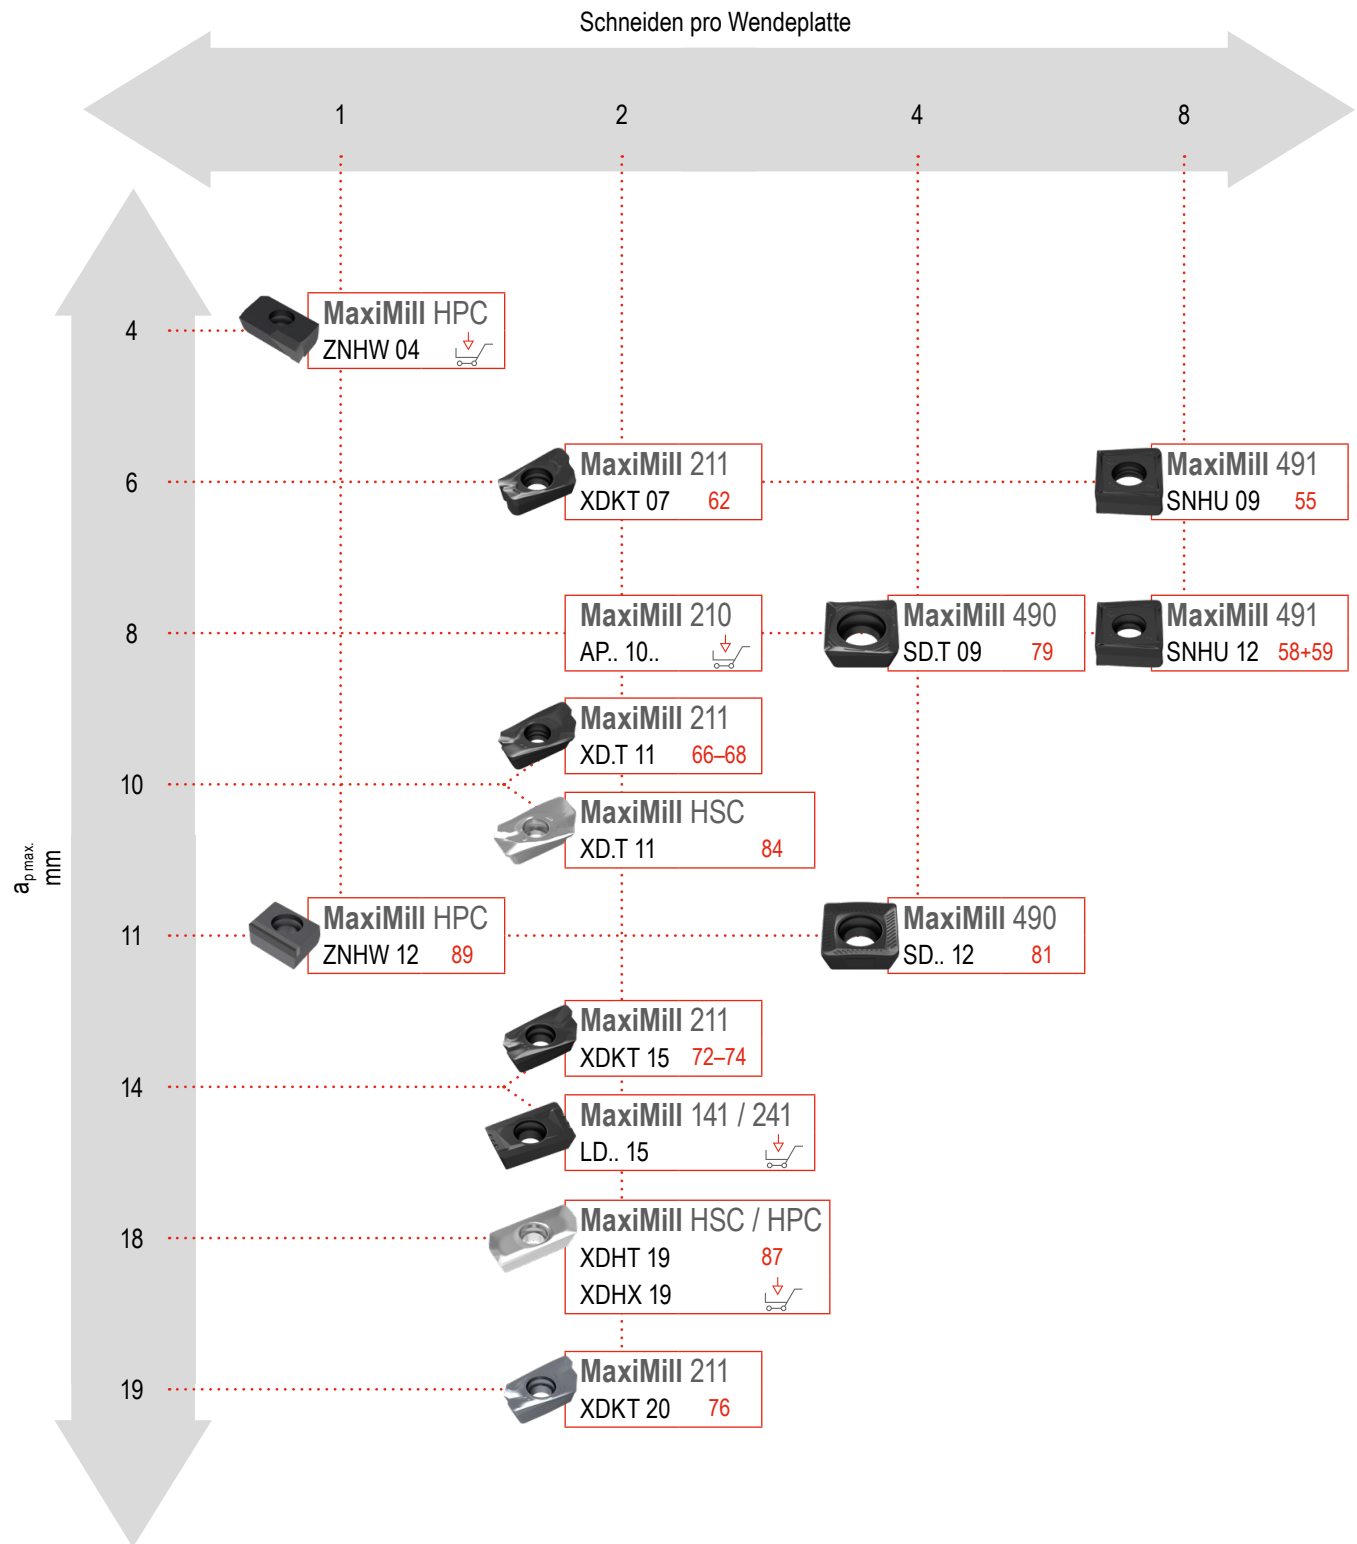 Schneiden pro Wendeplatte
1 2 4 8
4
MaxiMill HPC
ZNHW 04
6
MaxiMill 211
XDKT 07 62
MaxiMill 491
SNHU 09 55
8
MaxiMill 210
AP.. 10..
MaxiMill 490
SD.T 09 79
MaxiMill 491
SNHU 12 58+59
10
MaxiMill 211
XD.T 11 66–68
MaxiMill HSC
XD.T 11 84
ap max.
mm
11
MaxiMill HPC
ZNHW 12 89
MaxiMill 490
SD.. 12 81
14
MaxiMill 211
XDKT 15 72–74
MaxiMill 141 / 241
LD.. 15
18
MaxiMill HSC / HPC
XDHT 19 87
XDHX 19
19
MaxiMill 211
XDKT 20 76